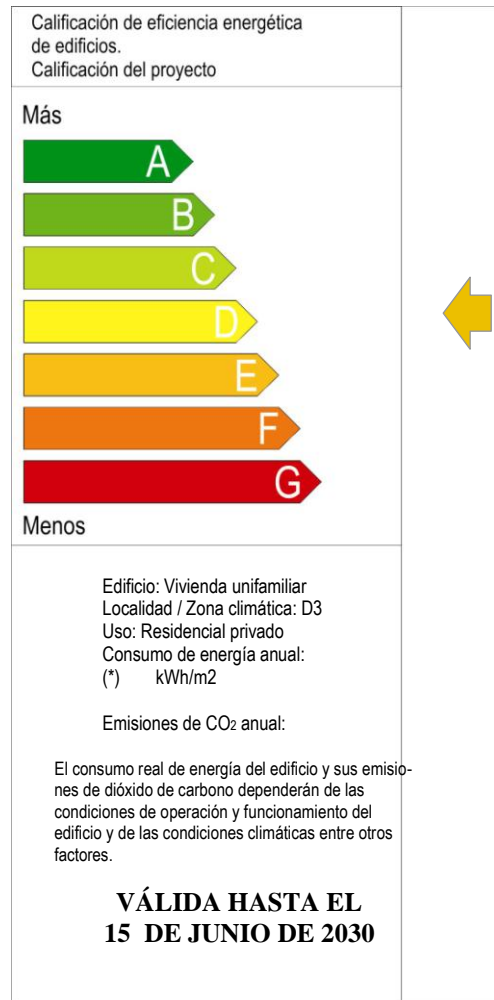 Calificación de eficiencia energética
de edificios.
Calificación del proyecto
Más
A
B
C
D
E
F
G
Menos
Edificio: Vivienda unifamiliar
Localidad / Zona climática: D3
Uso: Residencial privado
Consumo de energía anual:
(*) kWh/m2
Emisiones de CO2 anual:
El consumo real de energía del edificio y sus emisio-
nes de dióxido de carbono dependerán de las
condiciones de operación y funcionamiento del
edificio y de las condiciones climáticas entre otros
factores.
VÁLIDA HASTA EL
15 DE JUNIO DE 2030